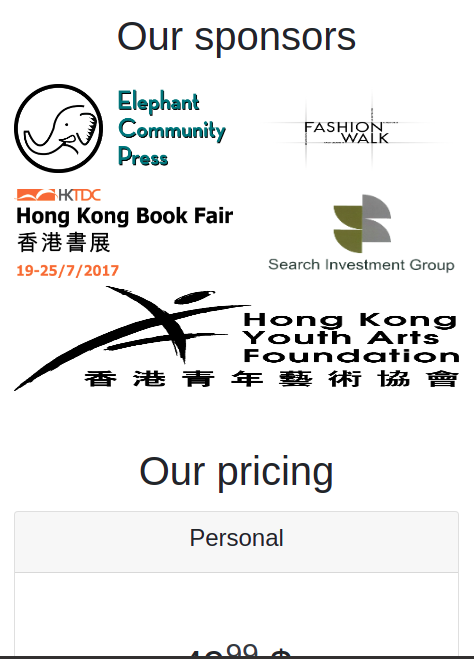 Our sponsors
Elephant
Community
Press
FASHION
WALK
HKTDC
Hong Kong Book Fair
香港書展
19-25/7/2017
Search Investment Group
Hong Kong
Youth Arts
Foundation
香港青年藝術協會
Our pricing
Personal